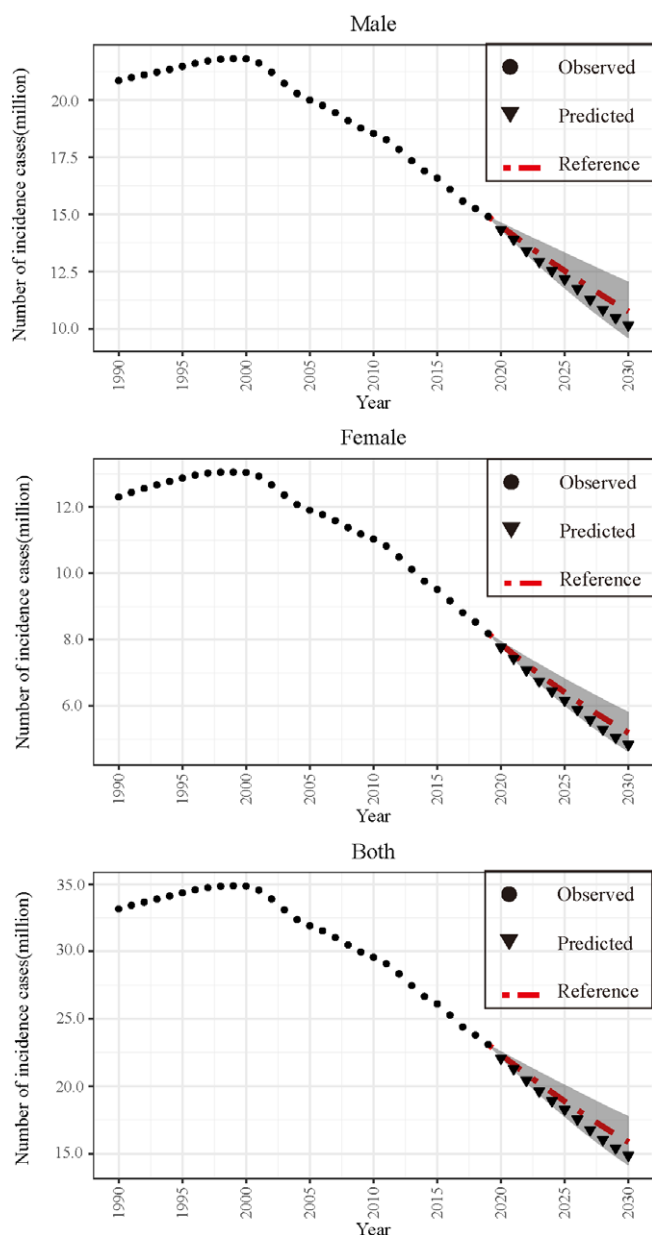 Male
Number of incidence cases(million)
20.0
17.5
15.0
12.5
10.0
Observed
Predicted
Reference
1990
1995
2000
2005
2010
2015
2020
2025
2030
Year
Female
Number of incidence cases(million)
12.0
10.0
8.0
6.0
Observed
Predicted
Reference
1990
1995
2000
2005
2010
2015
2020
2025
2030
Year
Both
Number of incidence cases(million)
35.0
30.0
25.0
20.0
15.0
Observed
Predicted
Reference
1990
1995
2000
2005
2010
2015
2020
2025
2030
Year